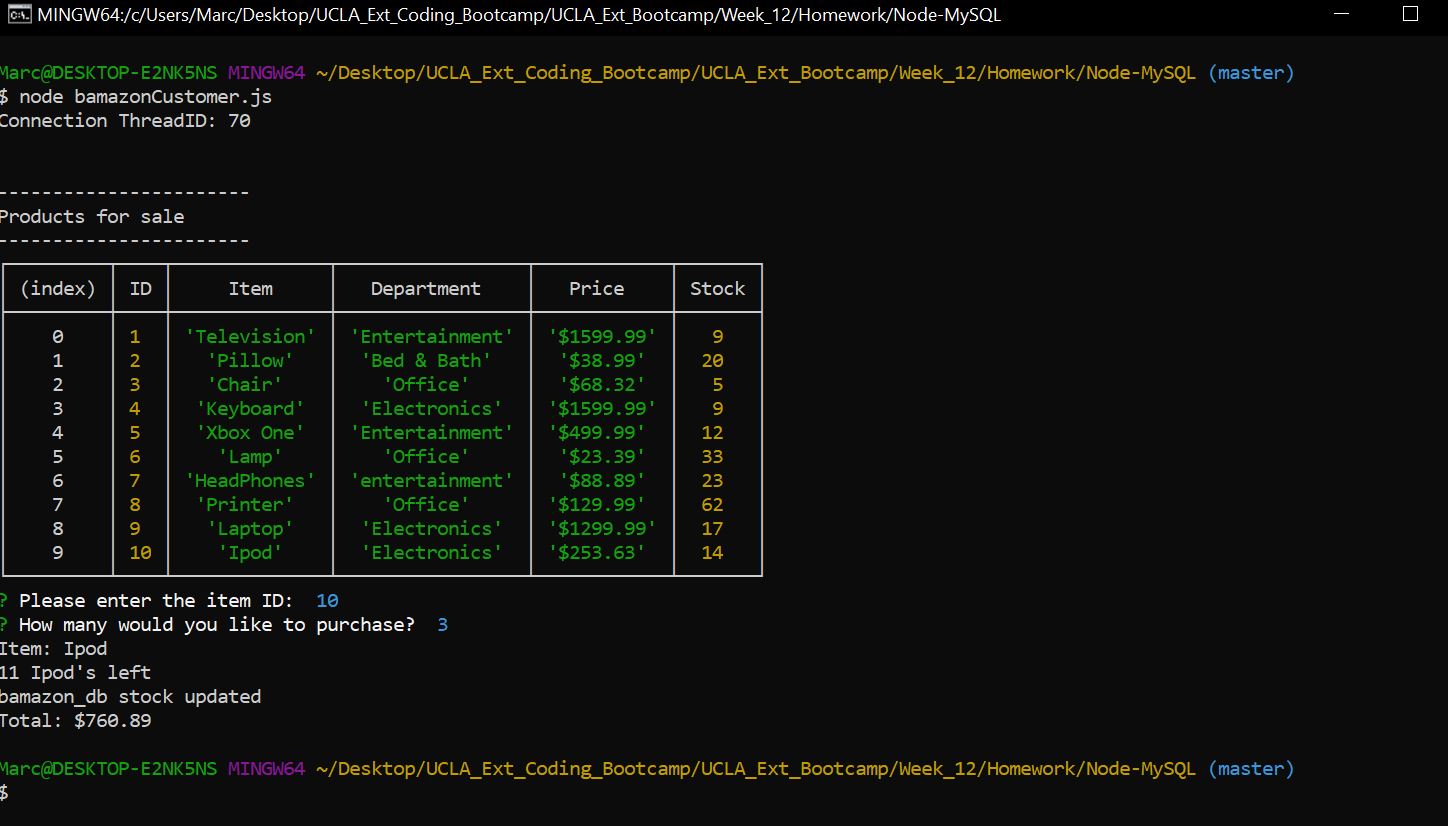 MINGW64:/c/Users/Marc/Desktop/UCLA_Ext_Coding_Bootcamp/UCLA_Ext_Bootcamp/Week_12/Homework/Node-MySQL
Marc@DESKTOP-E2NK5NS MINGW64 ~/Desktop/UCLA_Ext_Coding_Bootcamp/UCLA_Ext_Bootcamp/Week_12/Homework/Node-MySQL (master)
$ node bamazonCustomer.js
Connection ThreadID: 70
-----------------------
Products for sale
-----------------------
(index) ID Item Department Price Stock
0 1 'Television' 'Entertainment' '$1599.99' 9
1 2 'Pillow' 'Bed & Bath' '$38.99' 20
2 3 'Chair' 'Office' '$68.32' 5
3 4 'Keyboard' 'Electronics' '$1599.99' 9
4 5 'Xbox One' 'Entertainment' '$499.99' 12
5 6 'Lamp' 'Office' '$23.39' 33
6 7 'HeadPhones' 'entertainment' '$88.89' 23
7 8 'Printer' 'Office' '$129.99' 62
8 9 'Laptop' 'Electronics' '$1299.99' 17
9 10 'Ipod' 'Electronics' '$253.63' 14
? Please enter the item ID: 10
? How many would you like to purchase? 3
Item: Ipod
11 Ipod's left
bamazon_db stock updated
Total: $760.89
Marc@DESKTOP-E2NK5NS MINGW64 ~/Desktop/UCLA_Ext_Coding_Bootcamp/UCLA_Ext_Bootcamp/Week_12/Homework/Node-MySQL (master)
$